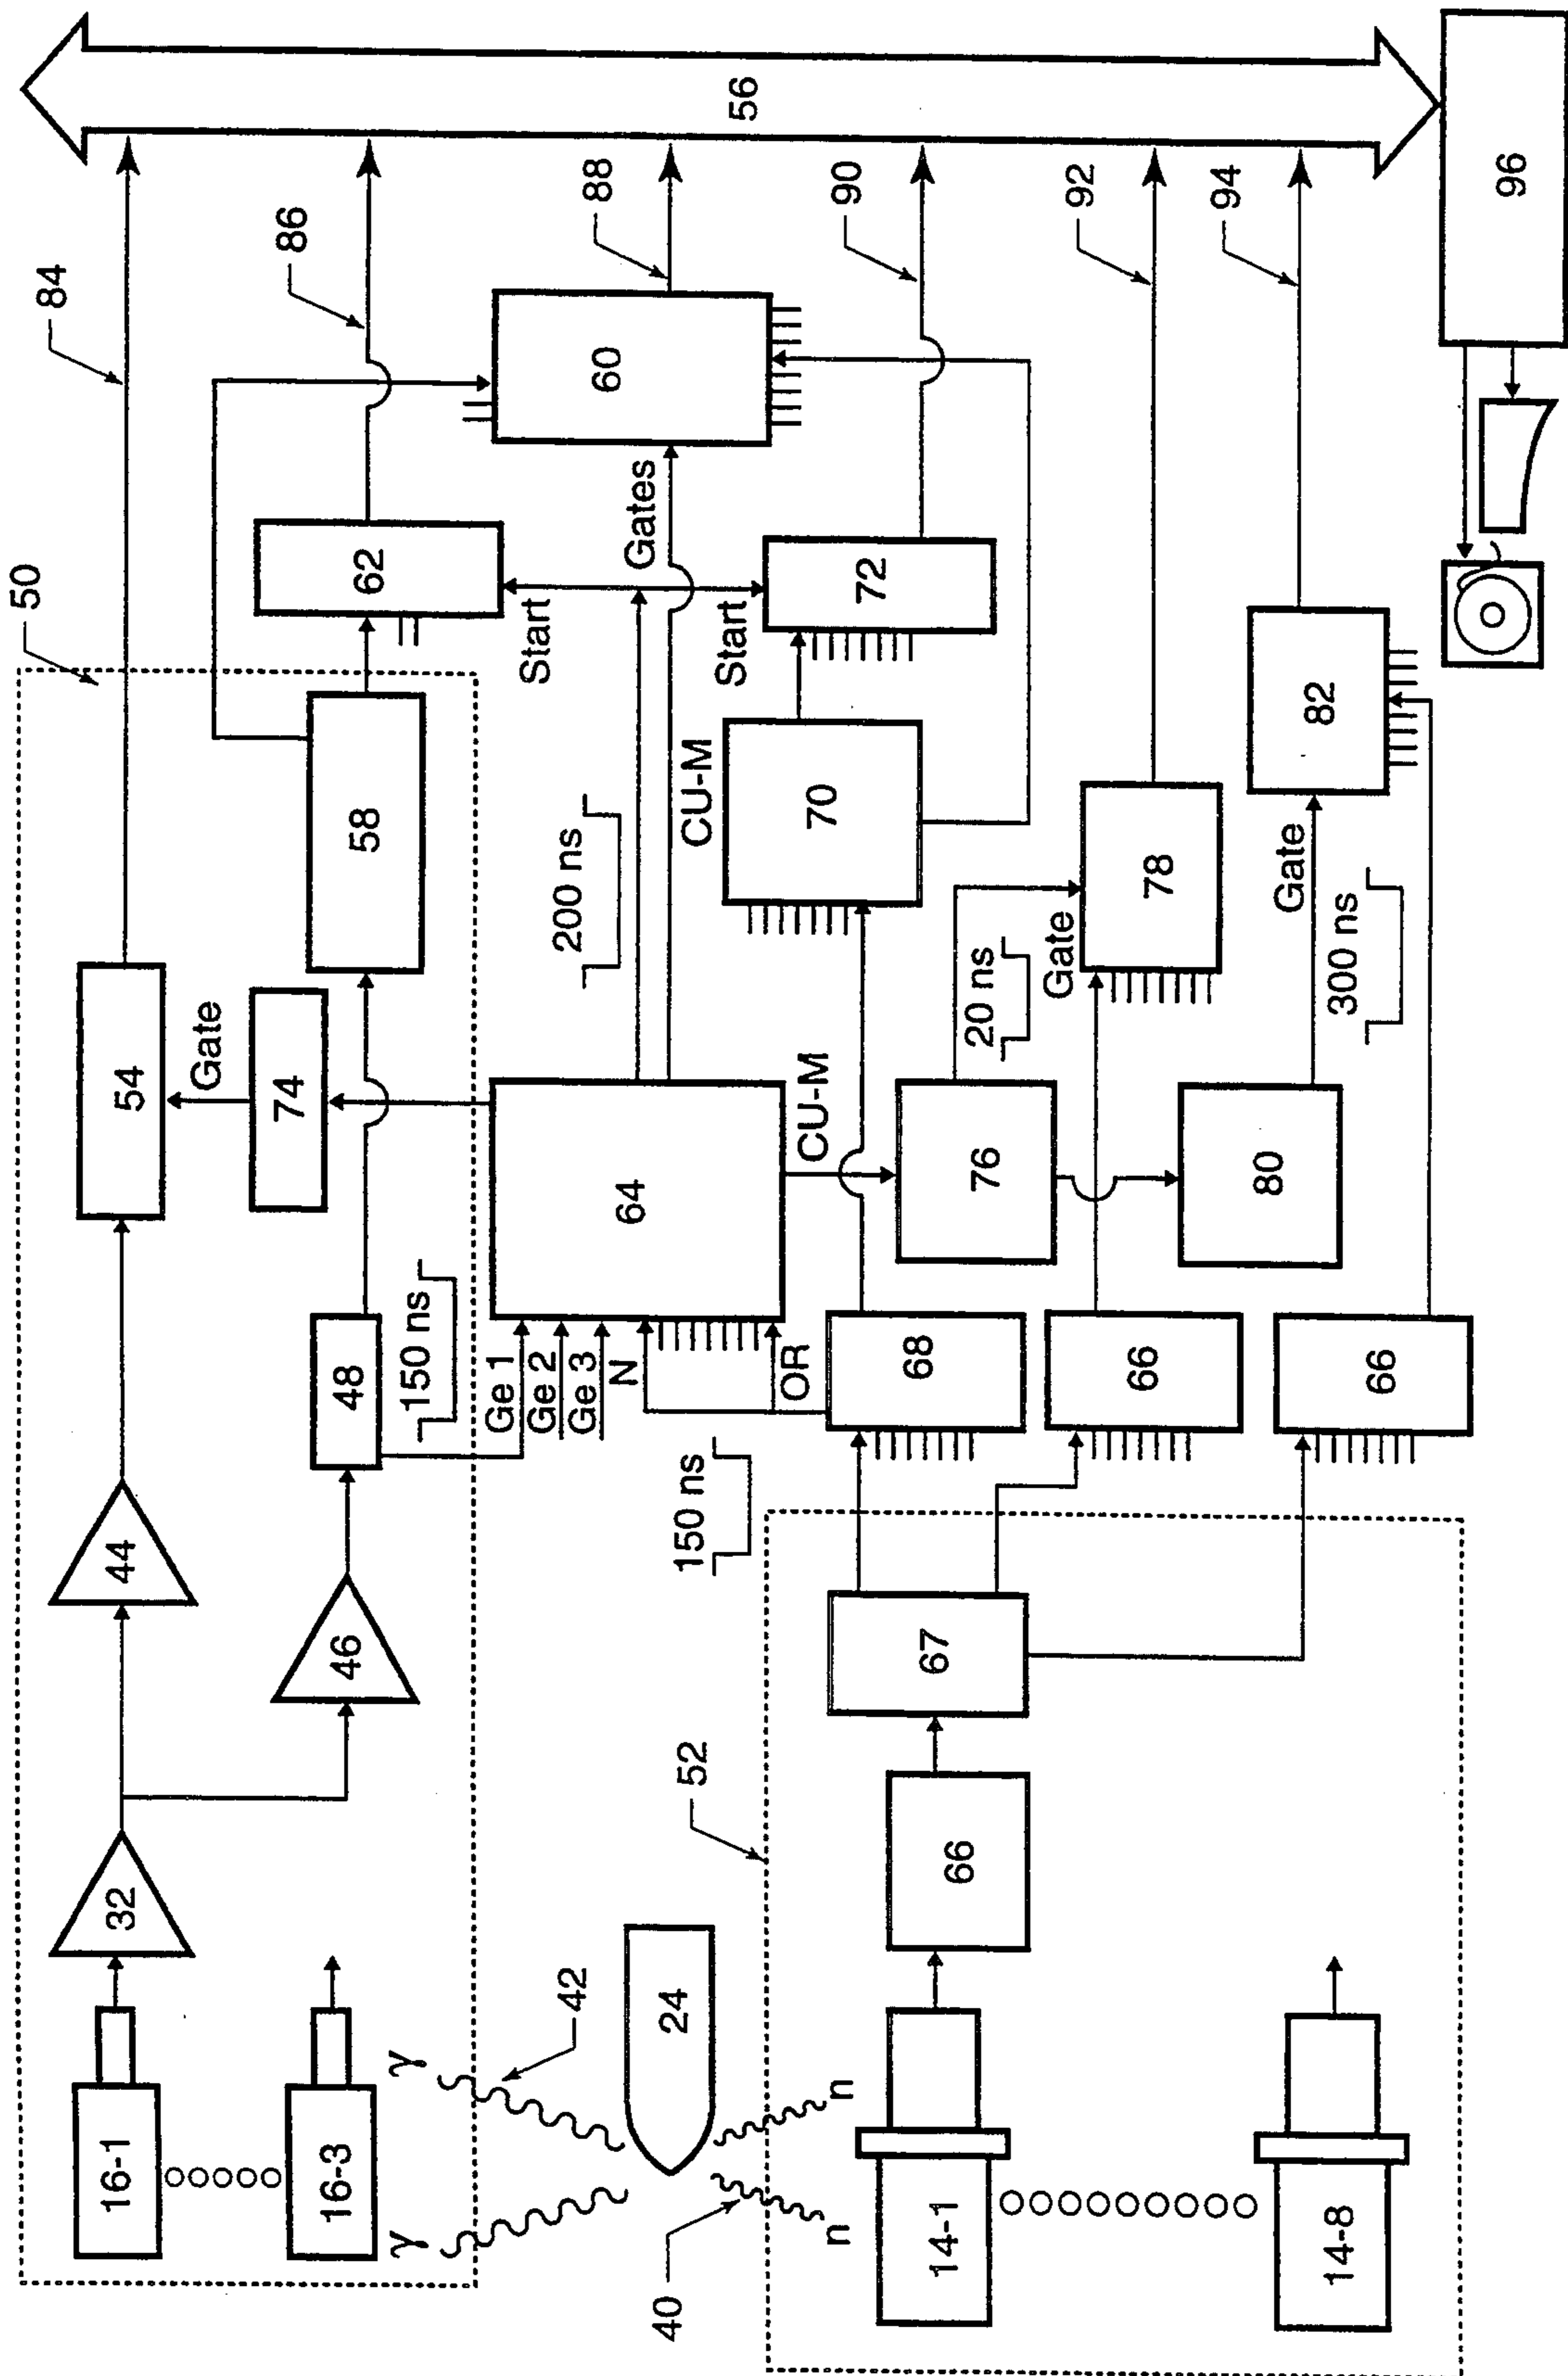 50
84
86
88
90
92
94
56
96
16-1
32
44
54
Gate
74
16-3
46
48
58
62
60
150 ns
γ
γ
42
24
40
n
n
Ge 1
Ge 2
Ge 3
N
OR
64
200 ns
Start
Gates
Start
72
CU-M
70
CU-M
76
20 ns
Gate
78
80
Gate
82
300 ns
150 ns
68
66
66
52
67
66
14-1
14-8